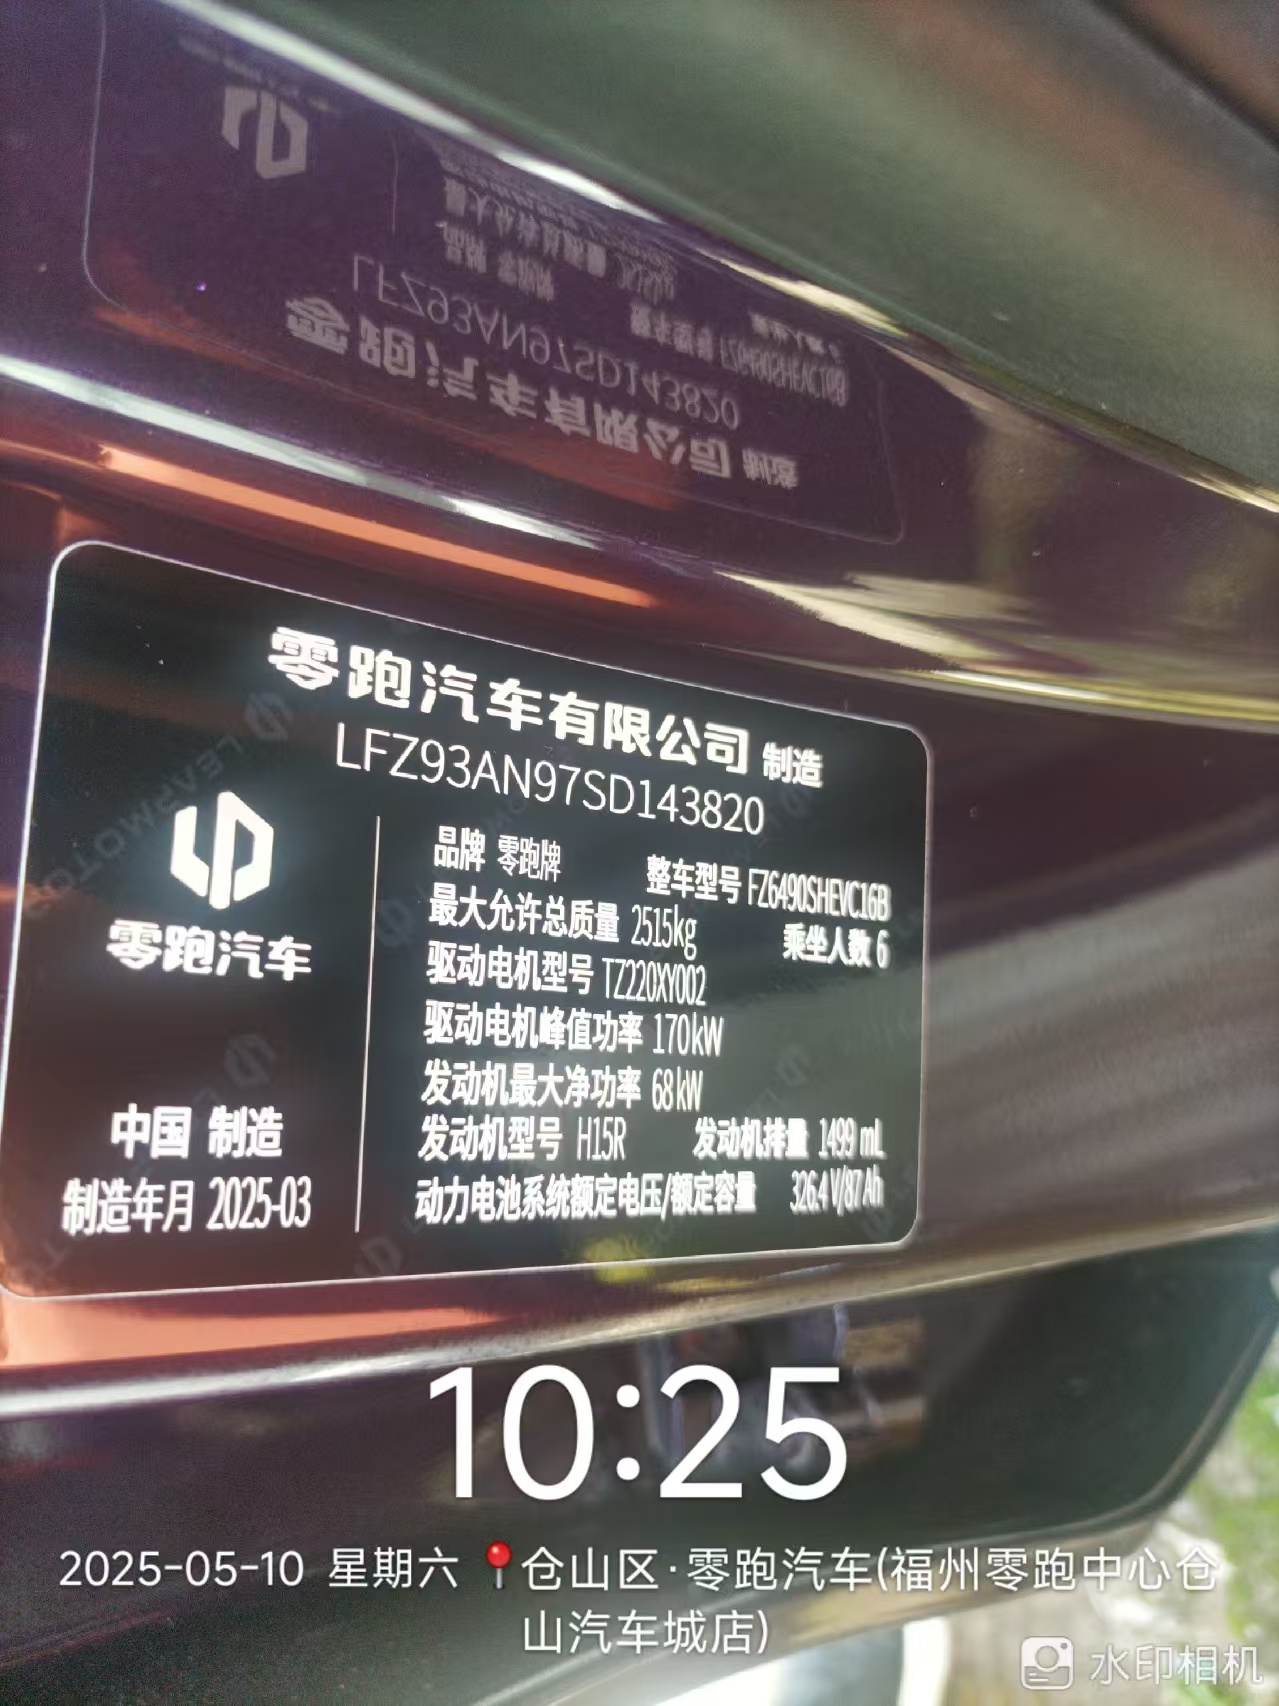 零跑汽车有限公司 制造
LFZ93AN97SD143820
零跑汽车
中国 制造
制造年月 2025-03
品牌 零跑牌 整车型号 FZ6490SHEVC16B
最大允许总质量 2515kg 乘坐人数 6
驱动电机型号 TZ220XY002
驱动电机峰值功率 170kW
发动机最大净功率 68kW
发动机型号 H15R 发动机排量 1499 mL
动力电池系统额定电压/额定容量 326.4V/87Ah
10:25
2025-05-10 星期六 📍仓山区·零跑汽车(福州零跑中心仓
山汽车城店)
水印相机